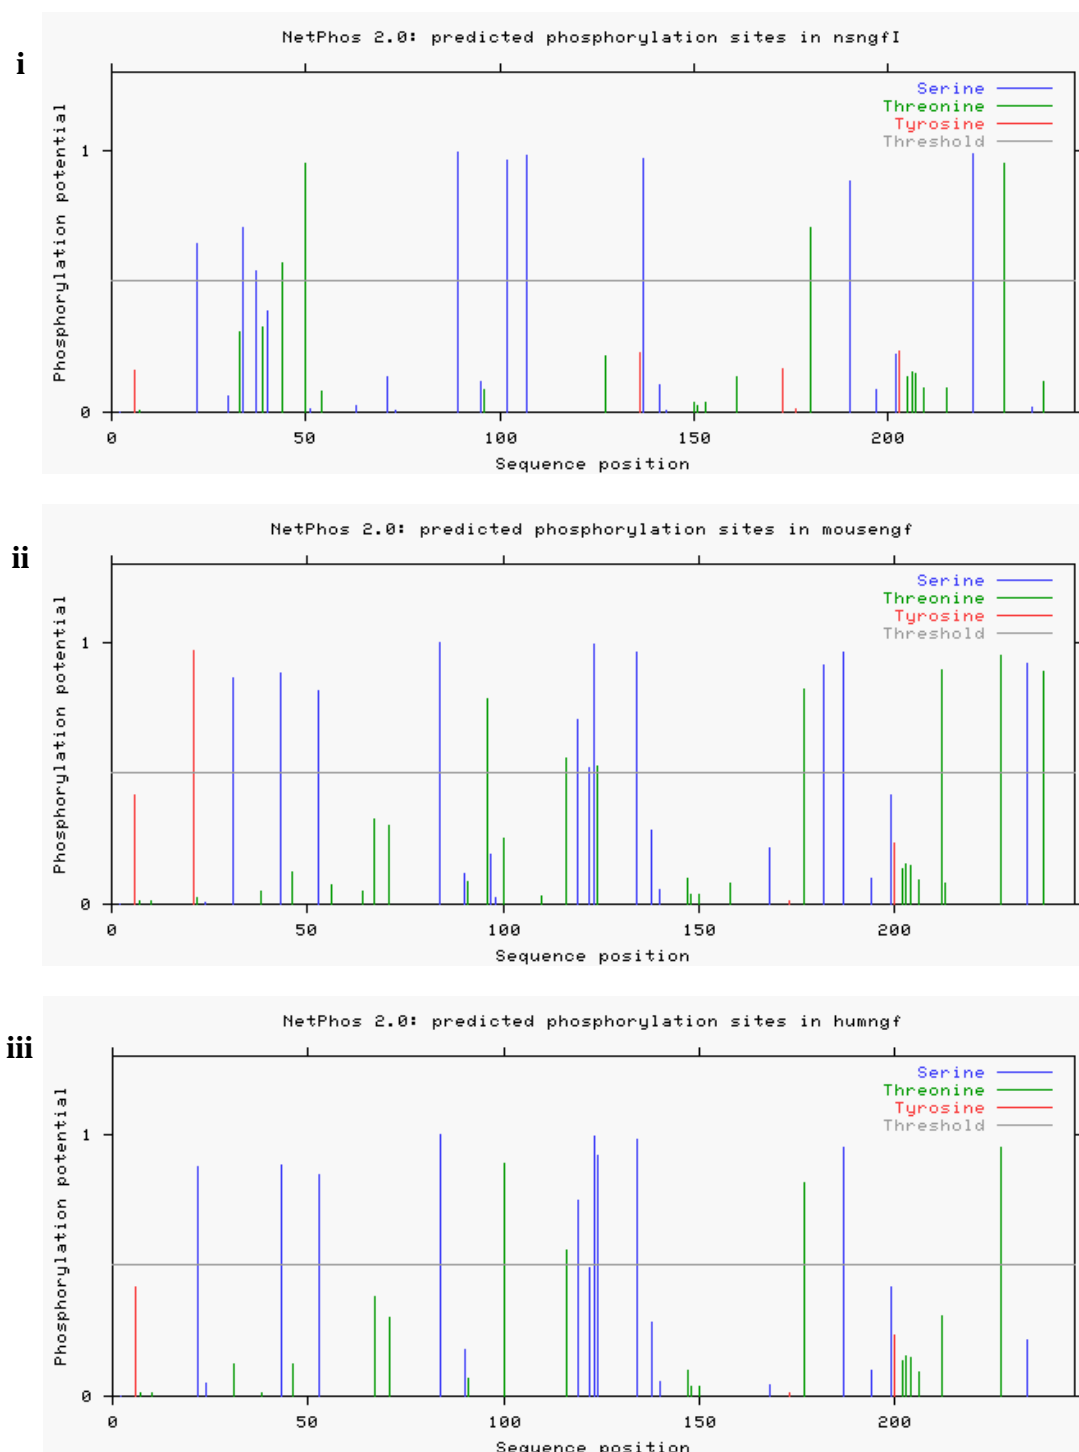 i
NetPhos 2.0: predicted phosphorylation sites in nsngfI
Serine
Threonine
Tyrosine
Threshold
Phosphorylation potential
1
0
0 50 100 150 200
Sequence position
ii
NetPhos 2.0: predicted phosphorylation sites in mousengf
Serine
Threonine
Tyrosine
Threshold
Phosphorylation potential
1
0
0 50 100 150 200
Sequence position
iii
NetPhos 2.0: predicted phosphorylation sites in humngf
Serine
Threonine
Tyrosine
Threshold
Phosphorylation potential
1
0
0 50 100 150 200
Sequence position